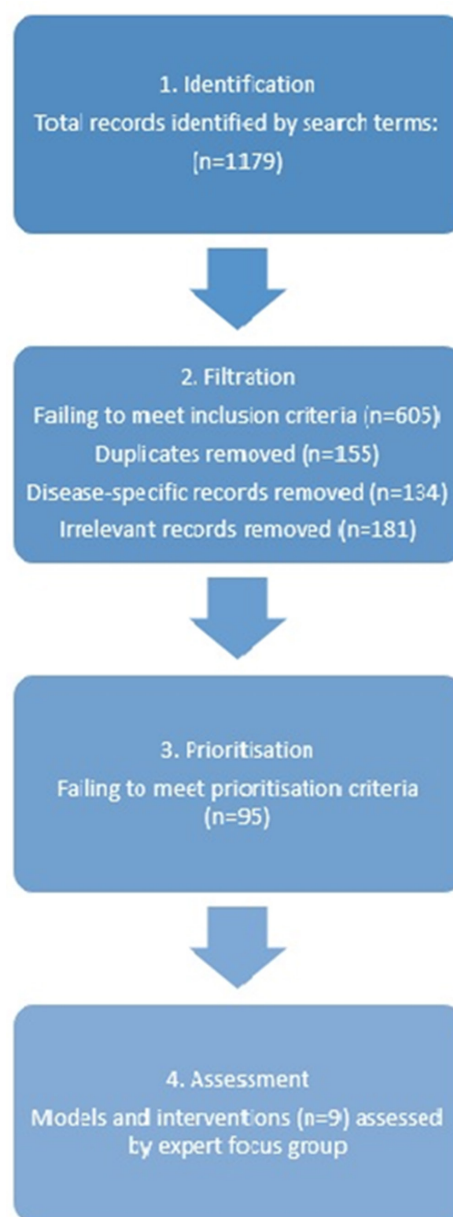 1. Identification
Total records identified by search terms:
(n=1179)
2. Filtration
Failing to meet inclusion criteria (n=605)
Duplicates removed (n=155)
Disease-specific records removed (n=134)
Irrelevant records removed (n=181)
3. Prioritisation
Failing to meet prioritisation criteria
(n=95)
4. Assessment
Models and interventions (n=9) assessed
by expert focus group